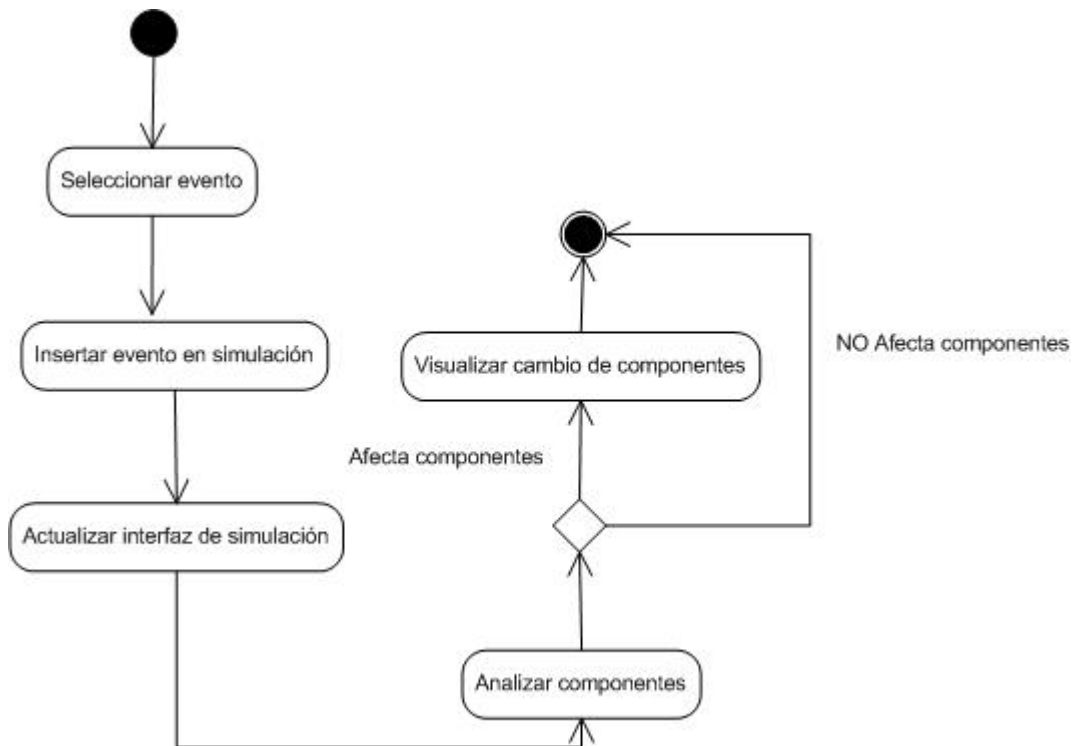 Seleccionar evento
Insertar evento en simulación
Actualizar interfaz de simulación
Analizar componentes
Afecta componentes
NO Afecta componentes
Visualizar cambio de componentes